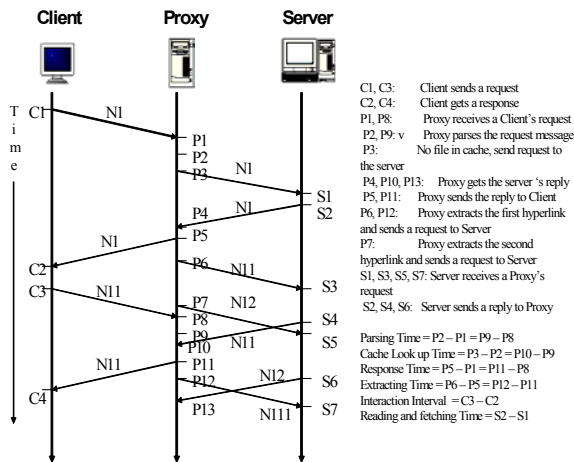 Client Proxy Server
T
i
m
e
C1
N1
P1
P2
P3
N1
S1
S2
P4
N1
P5
N1
C2
P6
N11
S3
C3
N11
P7
N12
P8
S4
P9
N11
S5
P10
N11
P11
N12
S6
P12
C4
P13
N111
S7
C1, C3: Client sends a request
C2, C4: Client gets a response
P1, P8: Proxy receives a Client's request
P2, P9: v Proxy parses the request message
P3: No file in cache, send request to
the server
P4, P10, P13: Proxy gets the server 's reply
P5, P11: Proxy sends the reply to Client
P6, P12: Proxy extracts the first hyperlink
and sends a request to Server
P7: Proxy extracts the second
hyperlink and sends a request to Server
S1, S3, S5, S7: Server receives a Proxy's
request
S2, S4, S6: Server sends a reply to Proxy
Parsing Time = P2 – P1 = P9 – P8
Cache Look up Time = P3 – P2 = P10 – P9
Response Time = P5 - P1 = P11 – P8
Extracting Time = P6 – P5 = P12 – P11
Interaction Interval = C3 – C2
Reading and fetching Time = S2 – S1